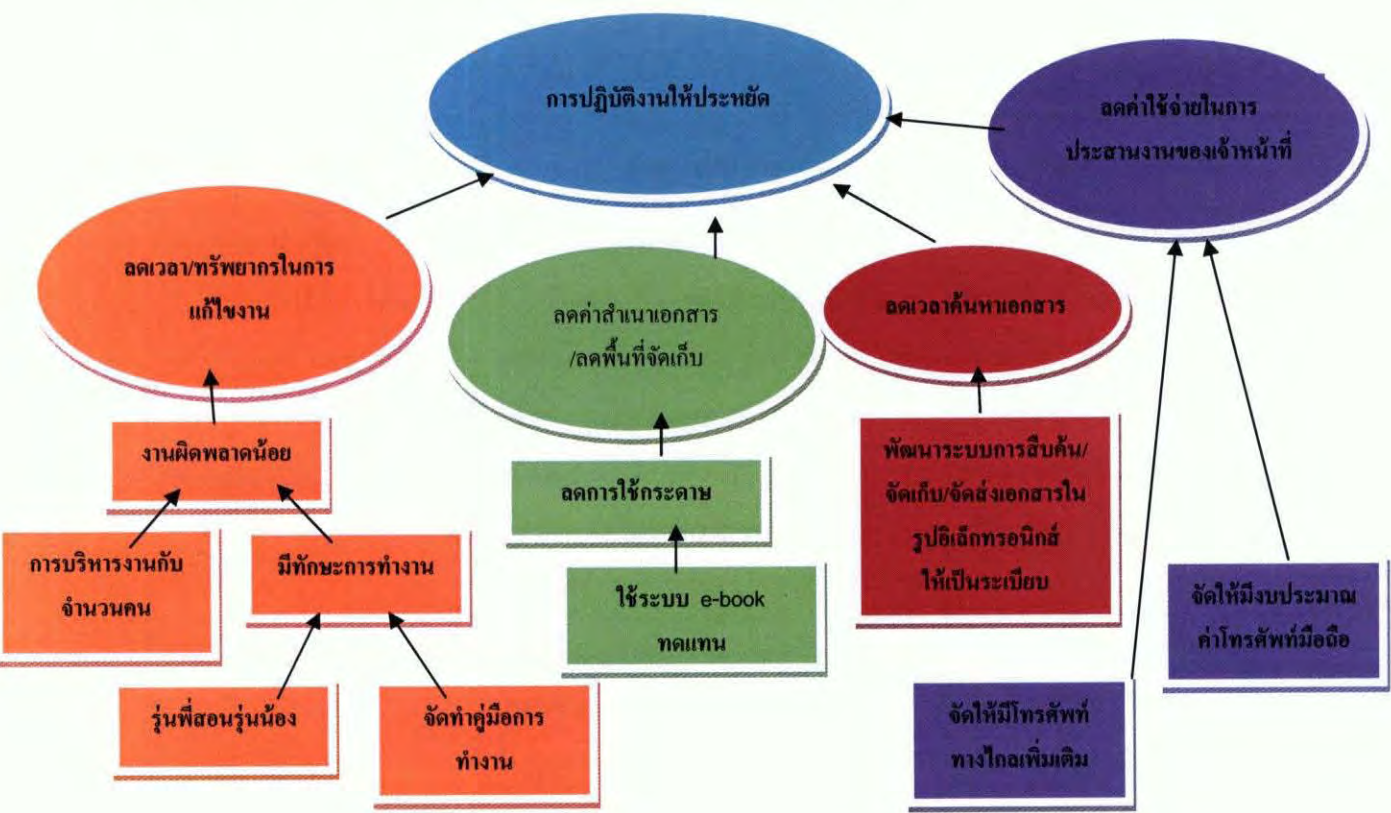 การปฏิบัติงานให้ประหยัด
ลดค่าใช้จ่ายในการ
ประสานงานของเจ้าหน้าที่
ลดเวลา/ทรัพยากรในการ
แก้ไขงาน
ลดค่าสำเนาเอกสาร
/ลดพื้นที่จัดเก็บ
ลดเวลาค้นหาเอกสาร
งานผิดพลาดน้อย
ลดการใช้กระดาษ
พัฒนาระบบการสืบค้น/
จัดเก็บ/จัดส่งเอกสารใน
รูปอิเล็กทรอนิกส์
ให้เป็นระเบียบ
การบริหารงานกับ
จำนวนคน
มีทักษะการทำงาน
ใช้ระบบ e-book
ทดแทน
จัดให้มีงบประมาณ
ค่าโทรศัพท์มือถือ
รุ่นพี่สอนรุ่นน้อง
จัดทำคู่มือการ
ทำงาน
จัดให้มีโทรศัพท์
ทางไกลเพิ่มเติม